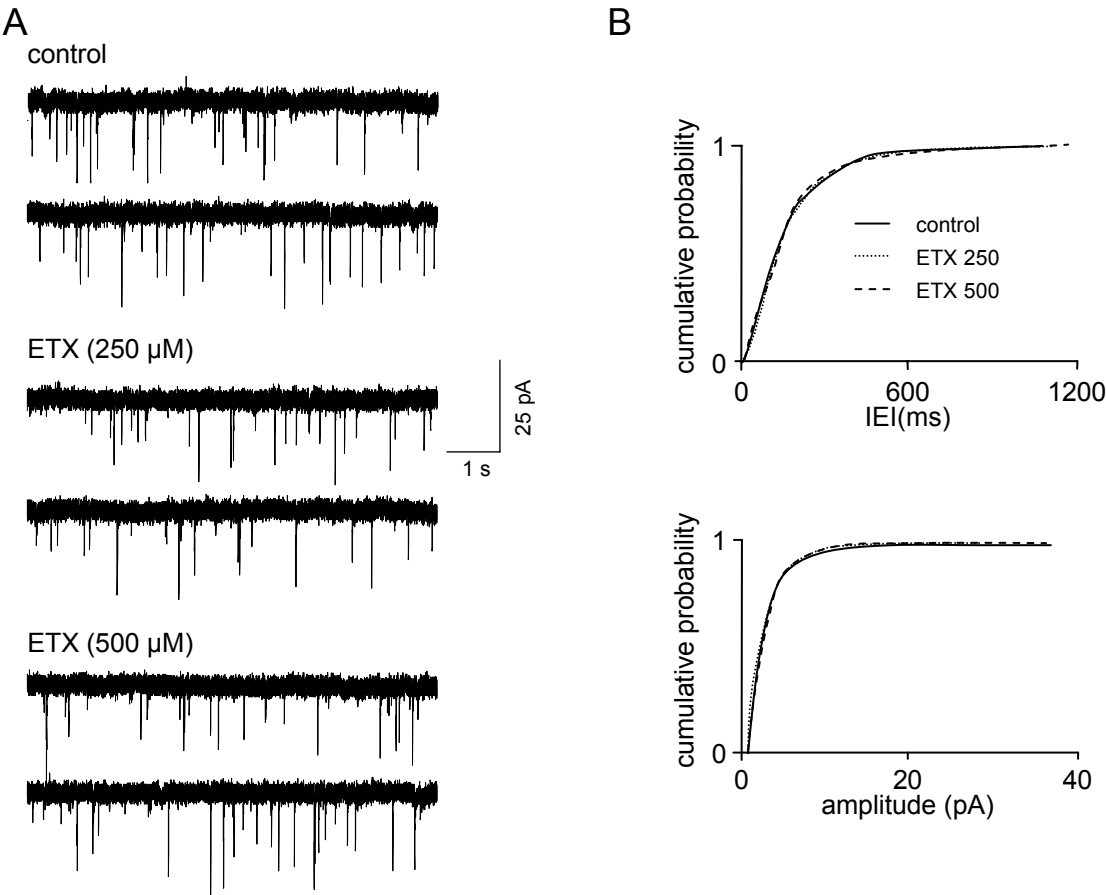 A
control
ETX (250 µM)
25 pA
1 s
ETX (500 µM)
B
cumulative probability
1
0
0
600
1200
IEI(ms)
control
ETX 250
ETX 500
cumulative probability
1
0
0
20
40
amplitude (pA)